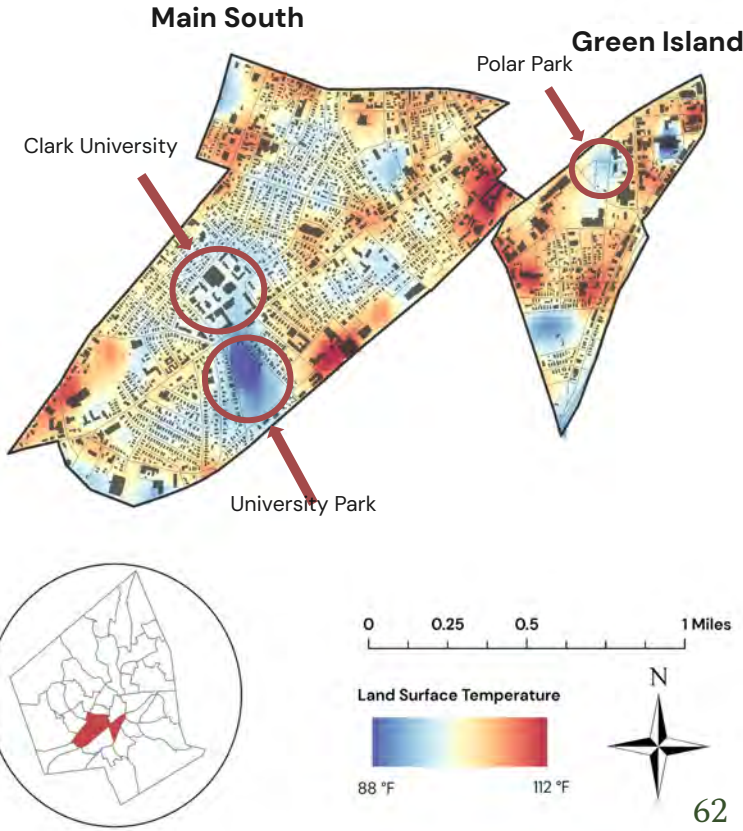 Main South
Green Island
Polar Park
Clark University
University Park
0 0.25 0.5 1 Miles
Land Surface Temperature
88 °F 112 °F
N
62